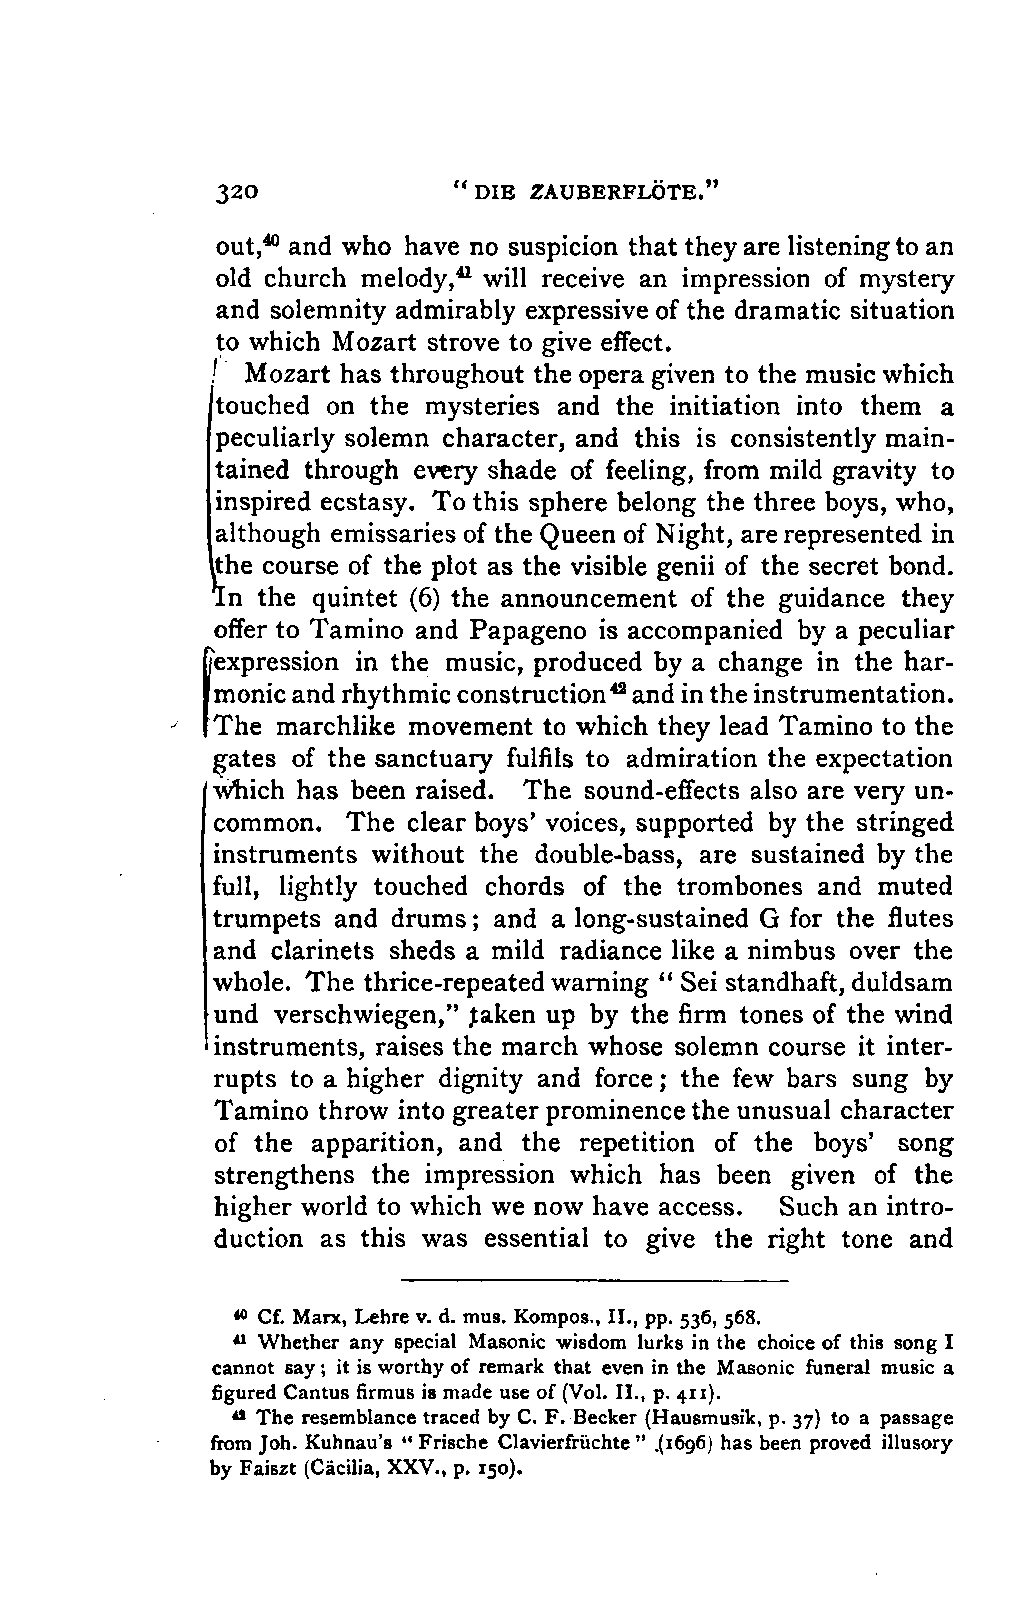 320 "DIE ZAUBERFLÖTE."
out,⁴⁰ and who have no suspicion that they are listening to an
old church melody,⁴¹ will receive an impression of mystery
and solemnity admirably expressive of the dramatic situation
to which Mozart strove to give effect.
Mozart has throughout the opera given to the music which
touched on the mysteries and the initiation into them a
peculiarly solemn character, and this is consistently main-
tained through every shade of feeling, from mild gravity to
inspired ecstasy. To this sphere belong the three boys, who,
although emissaries of the Queen of Night, are represented in
the course of the plot as the visible genii of the secret bond.
In the quintet (6) the announcement of the guidance they
offer to Tamino and Papageno is accompanied by a peculiar
expression in the music, produced by a change in the har-
monic and rhythmic construction⁴² and in the instrumentation.
The marchlike movement to which they lead Tamino to the
gates of the sanctuary fulfils to admiration the expectation
which has been raised. The sound-effects also are very un-
common. The clear boys' voices, supported by the stringed
instruments without the double-bass, are sustained by the
full, lightly touched chords of the trombones and muted
trumpets and drums; and a long-sustained G for the flutes
and clarinets sheds a mild radiance like a nimbus over the
whole. The thrice-repeated warning "Sei standhaft, duldsam
und verschwiegen," taken up by the firm tones of the wind
instruments, raises the march whose solemn course it inter-
rupts to a higher dignity and force; the few bars sung by
Tamino throw into greater prominence the unusual character
of the apparition, and the repetition of the boys' song
strengthens the impression which has been given of the
higher world to which we now have access. Such an intro-
duction as this was essential to give the right tone and
⁴⁰ Cf. Marx, Lehre v. d. mus. Kompos., II., pp. 536, 568.
⁴¹ Whether any special Masonic wisdom lurks in the choice of this song I
cannot say; it is worthy of remark that even in the Masonic funeral music a
figured Cantus firmus is made use of (Vol. II., p. 411).
⁴² The resemblance traced by C. F. Becker (Hausmusik, p. 37) to a passage
from Joh. Kuhnau's "Frische Clavierfrüchte" (1696) has been proved illusory
by Faiszt (Cäcilia, XXV., p. 150).